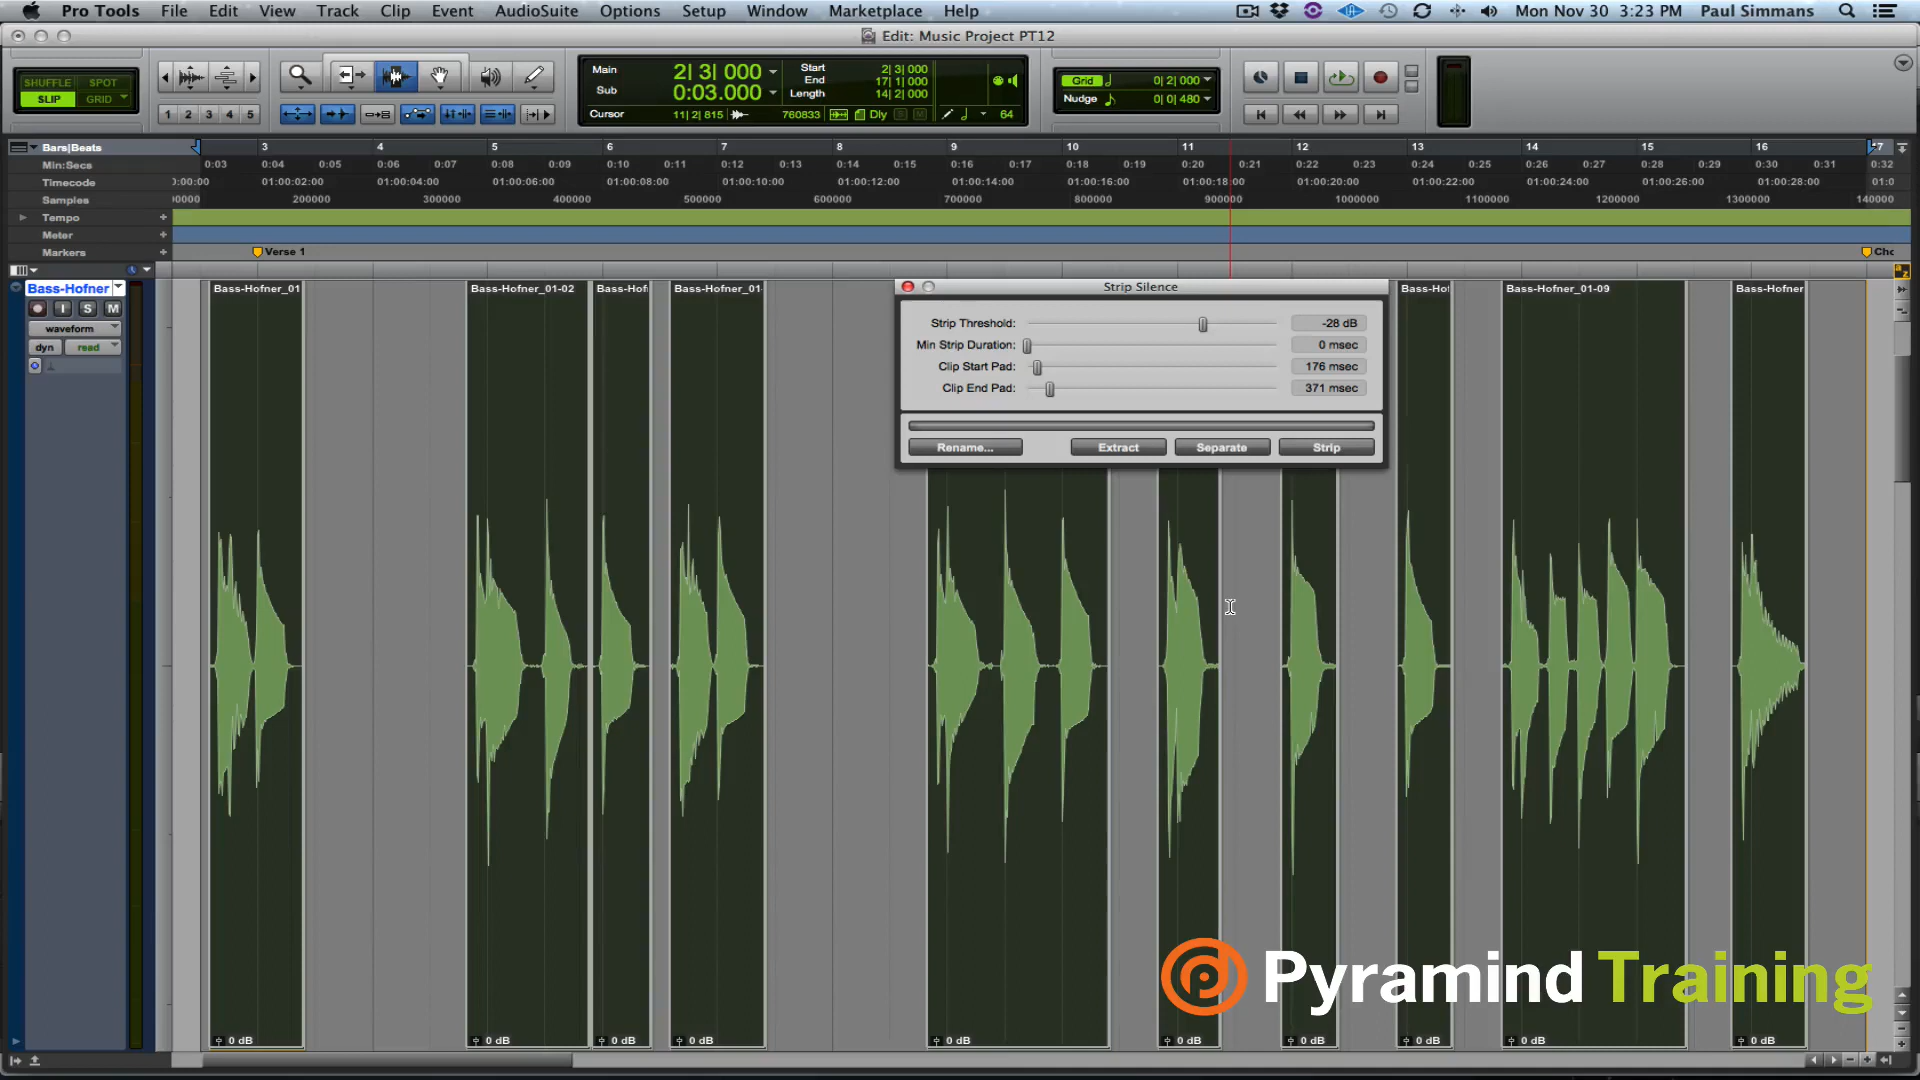 Pro Tools File Edit View Track Clip Event AudioSuite Options Setup Window Marketplace Help Mon Nov 30 3:23 PM Paul Simmans
Edit: Music Project PT12
SHUFFLE SPOT
SLIP GRID
1 2 3 4 5
Main 2| 3| 000
Sub 0:03.000
Start 2| 3| 000
End 17| 1| 000
Length 14| 2| 000
Cursor 11| 2| 815 760833 Dly S M 64
Grid 0| 2| 000
Nudge 0| 0| 480
Bars|Beats 3 4 5 6 7 8 9 10 11 12 13 14 15 16
Min:Secs 0:03 0:04 0:05 0:06 0:07 0:08 0:09 0:10 0:11 0:12 0:13 0:14 0:15 0:16 0:17 0:18 0:19 0:20 0:21 0:22 0:23 0:24 0:25 0:26 0:27 0:28 0:29 0:30 0:31 0:32
Timecode 0:00:00 01:00:02:00 01:00:04:00 01:00:06:00 01:00:08:00 01:00:10:00 01:00:12:00 01:00:14:00 01:00:16:00 01:00:18:00 01:00:20:00 01:00:22:00 01:00:24:00 01:00:26:00 01:00:28:00 01:0
Samples 00000 200000 300000 400000 500000 600000 700000 800000 900000 1000000 1100000 1200000 1300000 140000
Tempo
Meter
Markers Verse 1 Chc
Bass-Hofner
I S M
waveform
dyn read
Bass-Hofner_01 Bass-Hofner_01-02 Bass-Hof Bass-Hofner_01- Bass-Hof Bass-Hofner_01-09 Bass-Hofner
Strip Silence
Strip Threshold: -28 dB
Min Strip Duration: 0 msec
Clip Start Pad: 176 msec
Clip End Pad: 371 msec
Rename... Extract Separate Strip
Pyramind Training
0 dB 0 dB 0 dB 0 dB 0 dB 0 dB 0 dB 0 dB 0 dB 0 dB